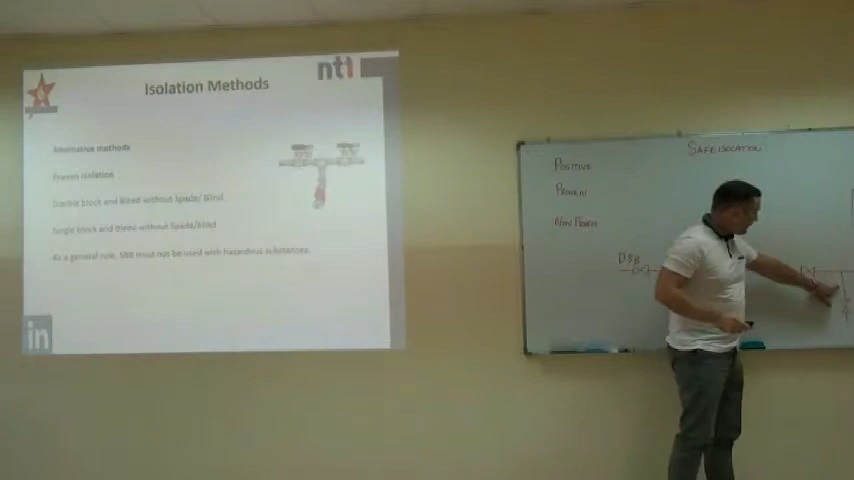 Isolation Methods
nti
Alternative methods
Proven isolation
Double block and Bleed without Spade/ Blind
Single block and bleed without Spade/Blind
As a general rule, SBB must not be used with hazardous substances.
in
SAFE ISOLATION
POSITIVE
PROVEN
NON PROVEN
DBB